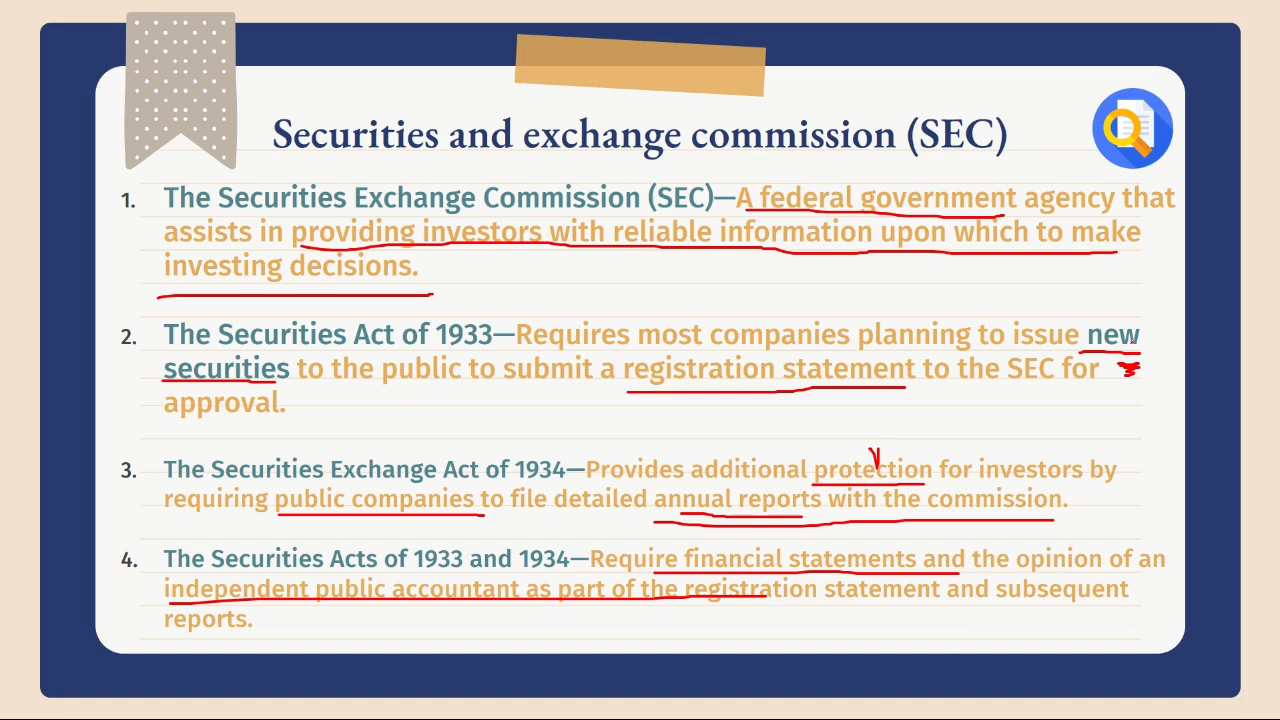 Securities and exchange commission (SEC)
1. The Securities Exchange Commission (SEC)—A federal government agency that
assists in providing investors with reliable information upon which to make
investing decisions.
2. The Securities Act of 1933—Requires most companies planning to issue new
securities to the public to submit a registration statement to the SEC for
approval.
3. The Securities Exchange Act of 1934—Provides additional protection for investors by
requiring public companies to file detailed annual reports with the commission.
4. The Securities Acts of 1933 and 1934—Require financial statements and the opinion of an
independent public accountant as part of the registration statement and subsequent
reports.